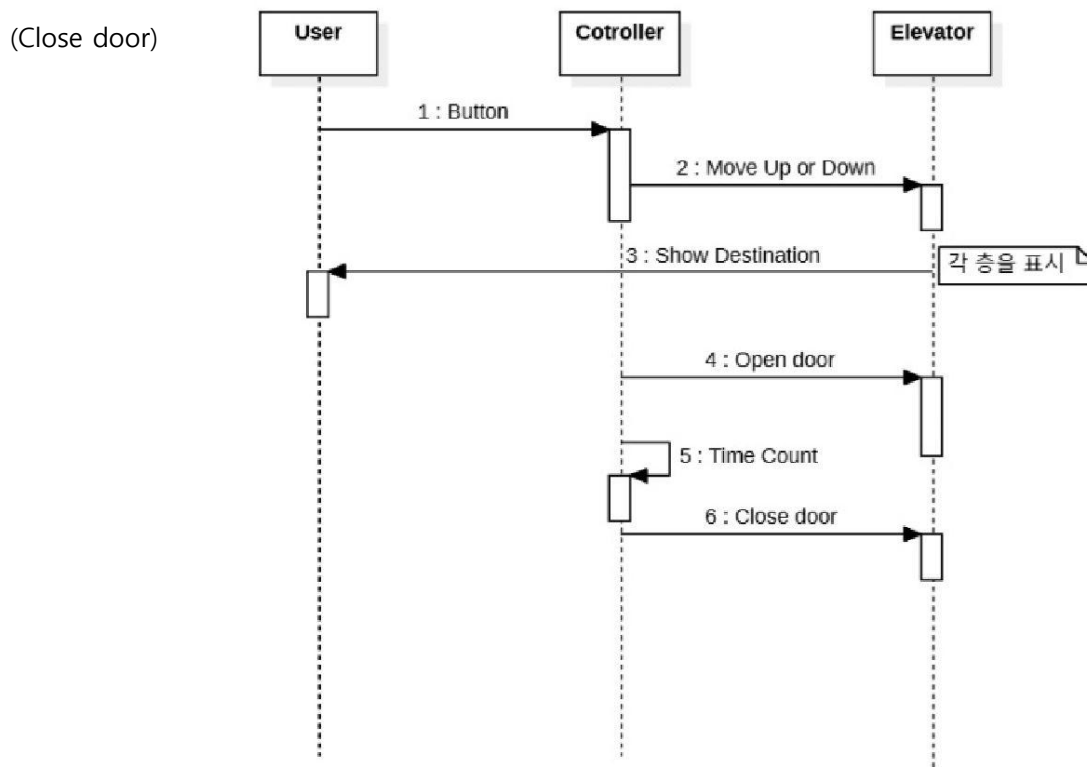 (Close door)
User
Cotroller
Elevator
1 : Button
2 : Move Up or Down
3 : Show Destination
각 층을 표시
4 : Open door
5 : Time Count
6 : Close door